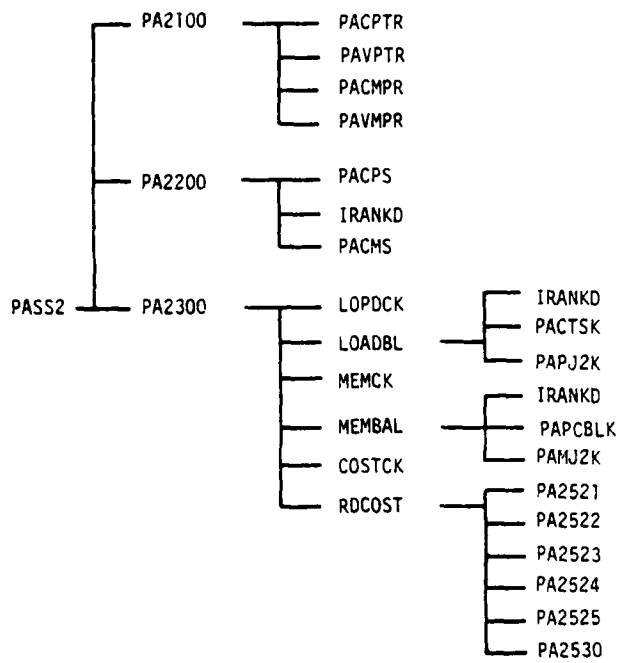 PA2100 PACPTR
PAVPTR
PACMPR
PAVMPR
PA2200 PACPS
IRANKD
PACMS
PASS2 PA2300 LOPDCK
IRANKD
LOADBL PACTSK
PAPJ2K
MEMCK
IRANKD
MEMBAL PAPCBLK
PAMJ2K
COSTCK
RDCOST PA2521
PA2522
PA2523
PA2524
PA2525
PA2530